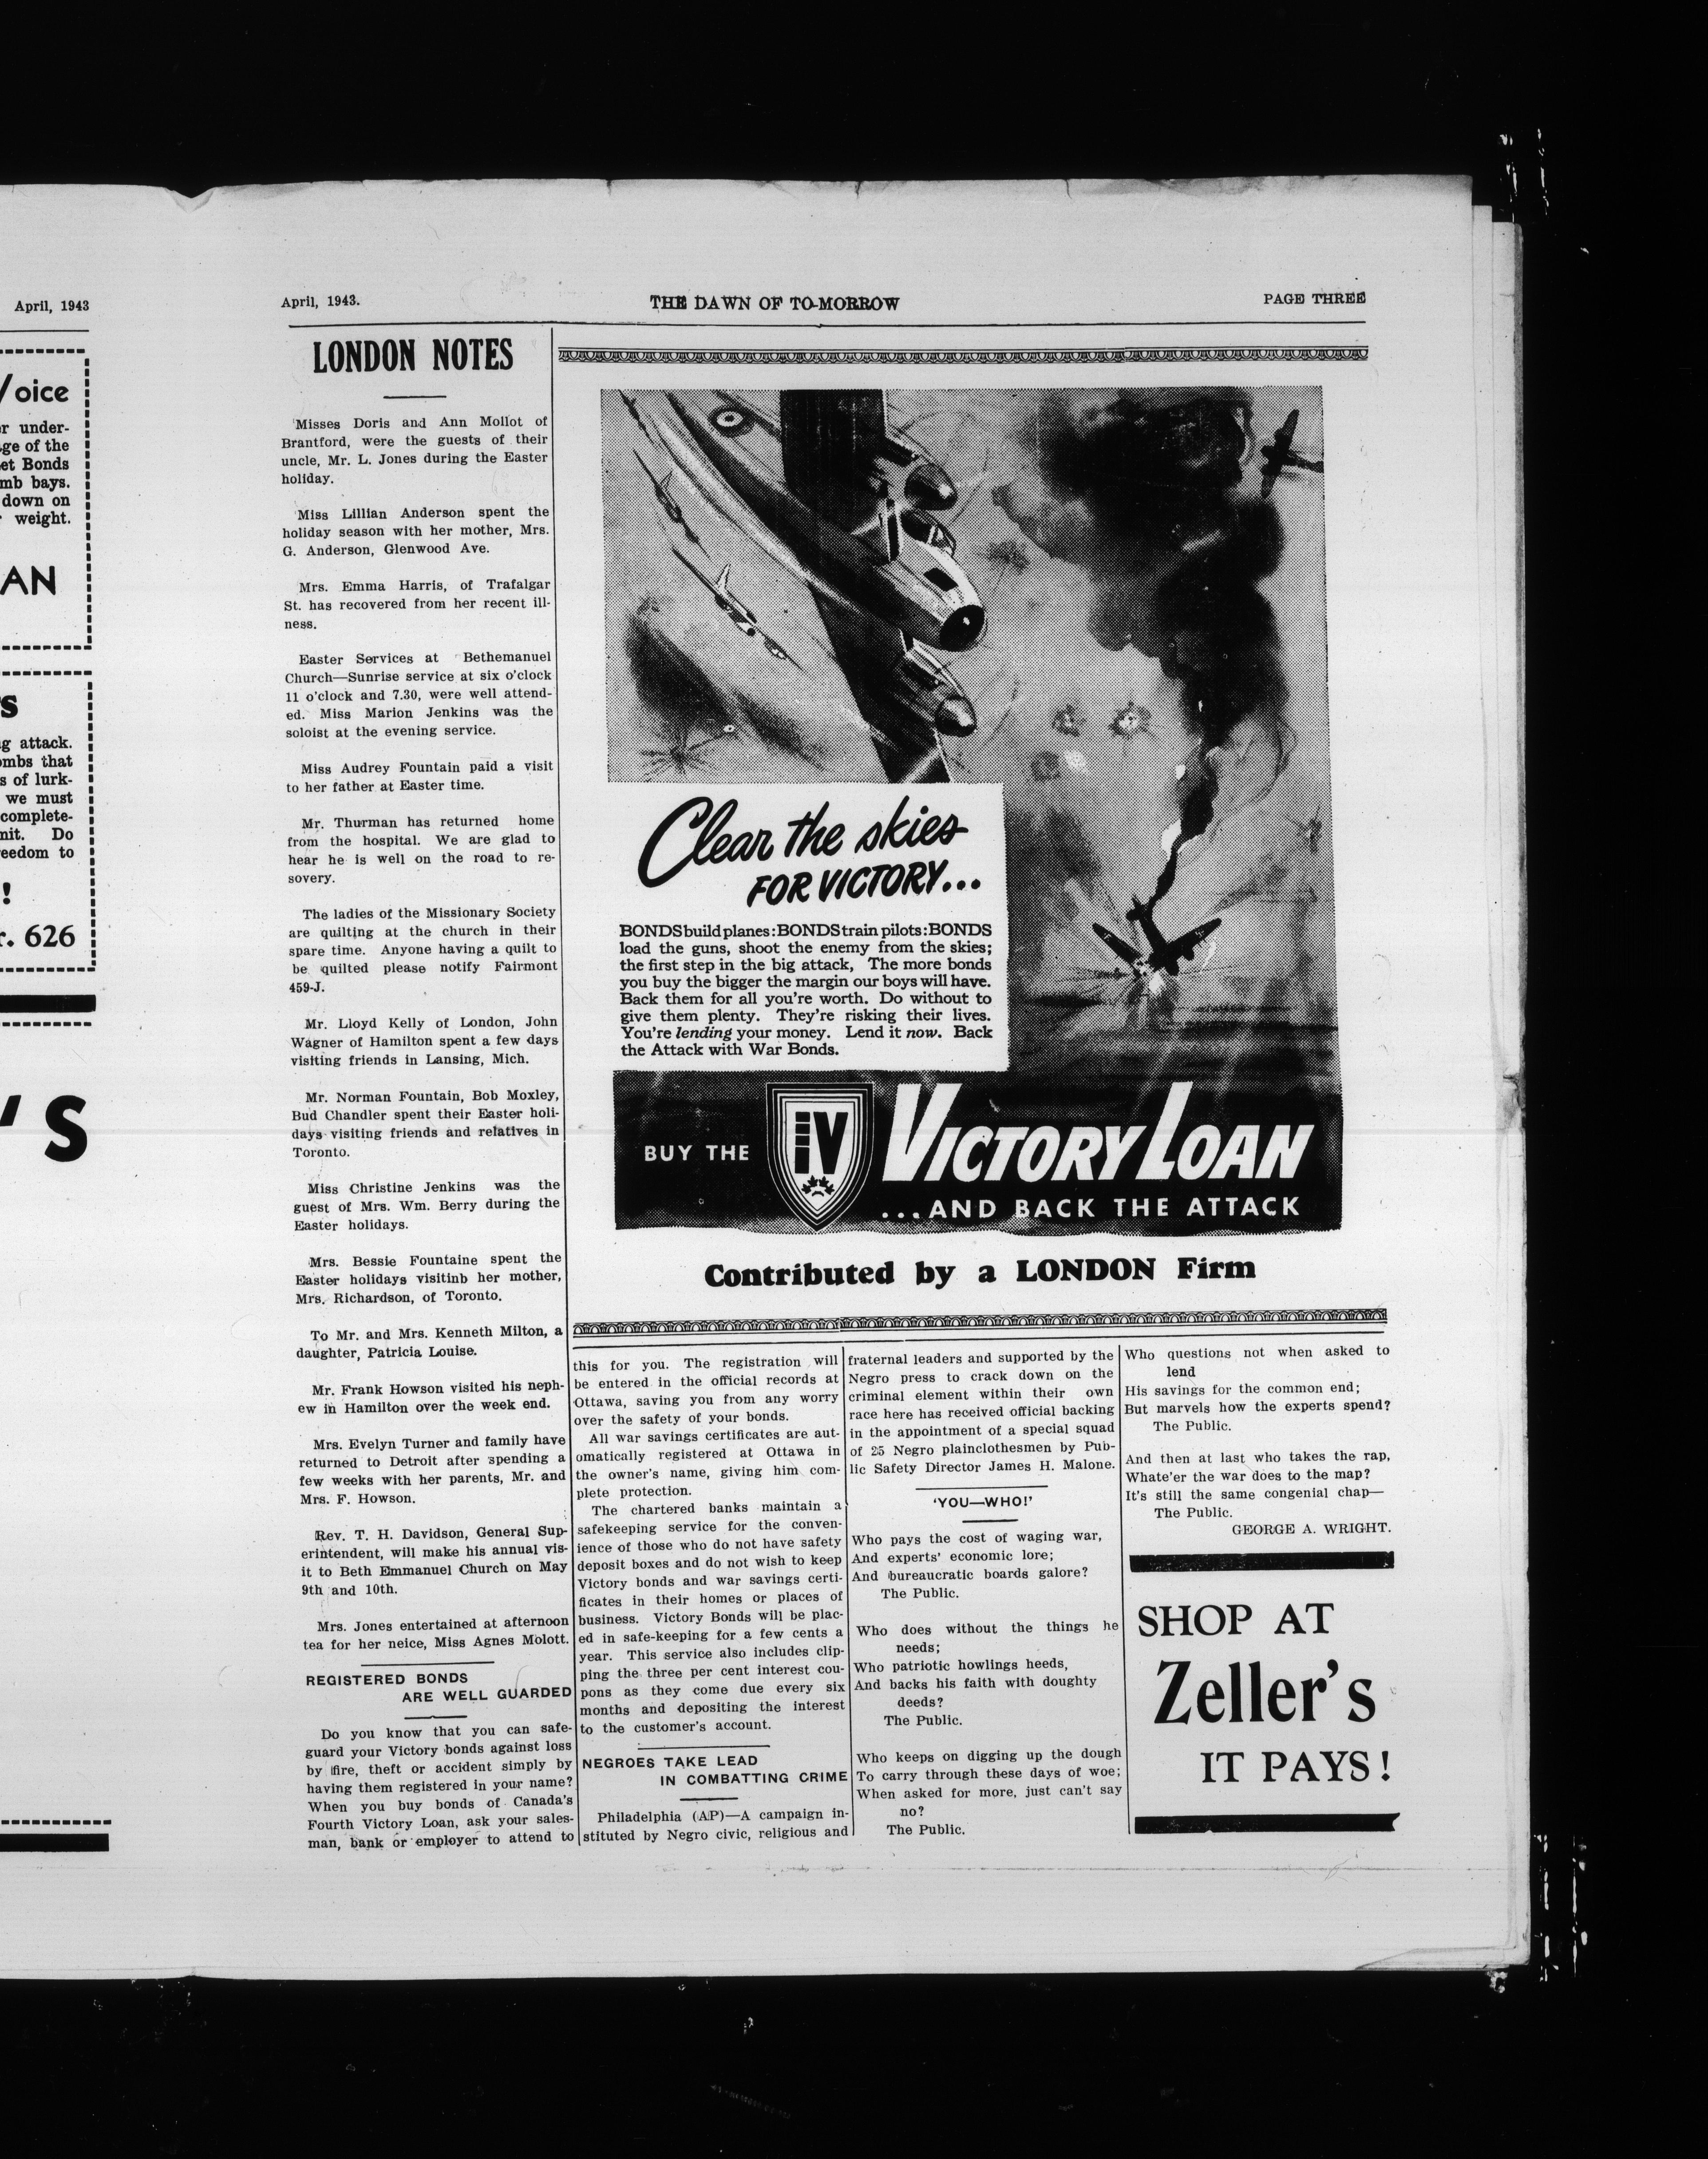 April, 1943
Voice
r under-
ge of the
et Bonds
mb bays.
down on
weight.
AN
s
g attack.
ombs that
s of lurk-
we must
complete-
mit. Do
eedom to
!
r. 626
'S
April, 1943.
THE DAWN OF TO-MORROW
PAGE THREE
LONDON NOTES
Misses Doris and Ann Mollot of
Brantford, were the guests of their
uncle, Mr. L. Jones during the Easter
holiday.
Miss Lillian Anderson spent the
holiday season with her mother, Mrs.
G. Anderson, Glenwood Ave.
Mrs. Emma Harris, of Trafalgar
St. has recovered from her recent ill-
ness.
Easter Services at Bethemanuel
Church—Sunrise service at six o'clock
11 o'clock and 7.30, were well attend-
ed. Miss Marion Jenkins was the
soloist at the evening service.
Miss Audrey Fountain paid a visit
to her father at Easter time.
Mr. Thurman has returned home
from the hospital. We are glad to
hear he is well on the road to re-
sovery.
The ladies of the Missionary Society
are quilting at the church in their
spare time. Anyone having a quilt to
be quilted please notify Fairmont
459-J.
Mr. Lloyd Kelly of London, John
Wagner of Hamilton spent a few days
visiting friends in Lansing, Mich.
Mr. Norman Fountain, Bob Moxley,
Bud Chandler spent their Easter holi-
days visiting friends and relatives in
Toronto.
Miss Christine Jenkins was the
guest of Mrs. Wm. Berry during the
Easter holidays.
Mrs. Bessie Fountaine spent the
Easter holidays visitinb her mother,
Mrs. Richardson, of Toronto.
To Mr. and Mrs. Kenneth Milton, a
daughter, Patricia Louise.
Mr. Frank Howson visited his neph-
ew in Hamilton over the week end.
Mrs. Evelyn Turner and family have
returned to Detroit after spending a
few weeks with her parents, Mr. and
Mrs. F. Howson.
Rev. T. H. Davidson, General Sup-
erintendent, will make his annual vis-
it to Beth Emmanuel Church on May
9th and 10th.
Mrs. Jones entertained at afternoon
tea for her neice, Miss Agnes Molott.
REGISTERED BONDS
ARE WELL GUARDED
Do you know that you can safe-
guard your Victory bonds against loss
by fire, theft or accident simply by
having them registered in your name?
When you buy bonds of Canada's
Fourth Victory Loan, ask your sales-
man, bank or employer to attend to
Clear the skies
FOR VICTORY...
BONDS build planes: BONDS train pilots: BONDS
load the guns, shoot the enemy from the skies;
the first step in the big attack, The more bonds
you buy the bigger the margin our boys will have.
Back them for all you're worth. Do without to
give them plenty. They're risking their lives.
You're lending your money. Lend it now. Back
the Attack with War Bonds.
BUY THE IV VICTORY LOAN
...AND BACK THE ATTACK
Contributed by a LONDON Firm
this for you. The registration will
be entered in the official records at
Ottawa, saving you from any worry
over the safety of your bonds.
All war savings certificates are aut-
omatically registered at Ottawa in
the owner's name, giving him com-
plete protection.
The chartered banks maintain a
safekeeping service for the conven-
ience of those who do not have safety
deposit boxes and do not wish to keep
Victory bonds and war savings certi-
ficates in their homes or places of
business. Victory Bonds will be plac-
ed in safe-keeping for a few cents a
year. This service also includes clip-
ping the three per cent interest cou-
pons as they come due every six
months and depositing the interest
to the customer's account.
NEGROES TAKE LEAD
IN COMBATTING CRIME
Philadelphia (AP)—A campaign in-
stituted by Negro civic, religious and
fraternal leaders and supported by the
Negro press to crack down on the
criminal element within their own
race here has received official backing
in the appointment of a special squad
of 25 Negro plainclothesmen by Pub-
lic Safety Director James H. Malone.
'YOU—WHO!'
Who pays the cost of waging war,
And experts' economic lore;
And bureaucratic boards galore?
The Public.
Who does without the things he
needs;
Who patriotic howlings heeds,
And backs his faith with doughty
deeds?
The Public.
Who keeps on digging up the dough
To carry through these days of woe;
When asked for more, just can't say
no?
The Public.
Who questions not when asked to
lend
His savings for the common end;
But marvels how the experts spend?
The Public.
And then at last who takes the rap,
Whate'er the war does to the map?
It's still the same congenial chap—
The Public.
GEORGE A. WRIGHT.
SHOP AT
Zeller's
IT PAYS!